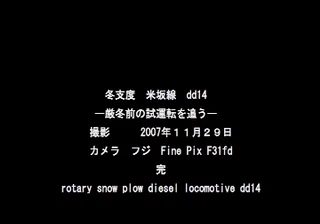 冬支度　米坂線　dd14
―厳冬前の試運転を追う―
撮影　　2007年１１月２９日
カメラ　フジ　Fine Pix F31fd
完
rotary snow plow diesel locomotive dd14